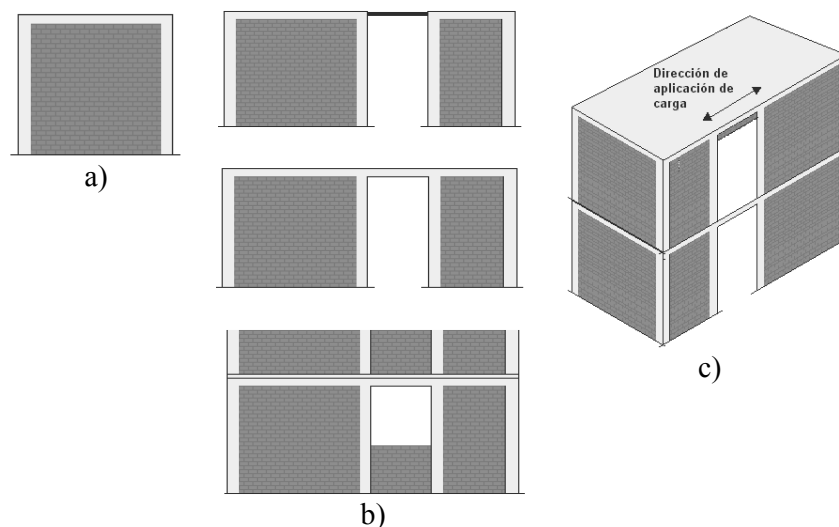 Dirección de
aplicación de
carga
a)
c)
b)